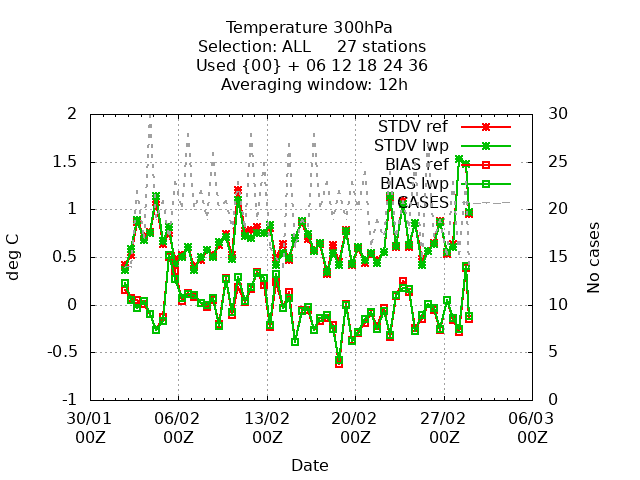 Temperature 300hPa
Selection: ALL     27 stations
Used {00} + 06 12 18 24 36
Averaging window: 12h
2
1.5
1
0.5
0
-0.5
-1
30
25
20
15
10
5
0
STDV ref
STDV lwp
BIAS ref
BIAS lwp
CASES
deg C
No cases
30/01 06/02 13/02 20/02 27/02 06/03
00Z 00Z 00Z 00Z 00Z 00Z
Date